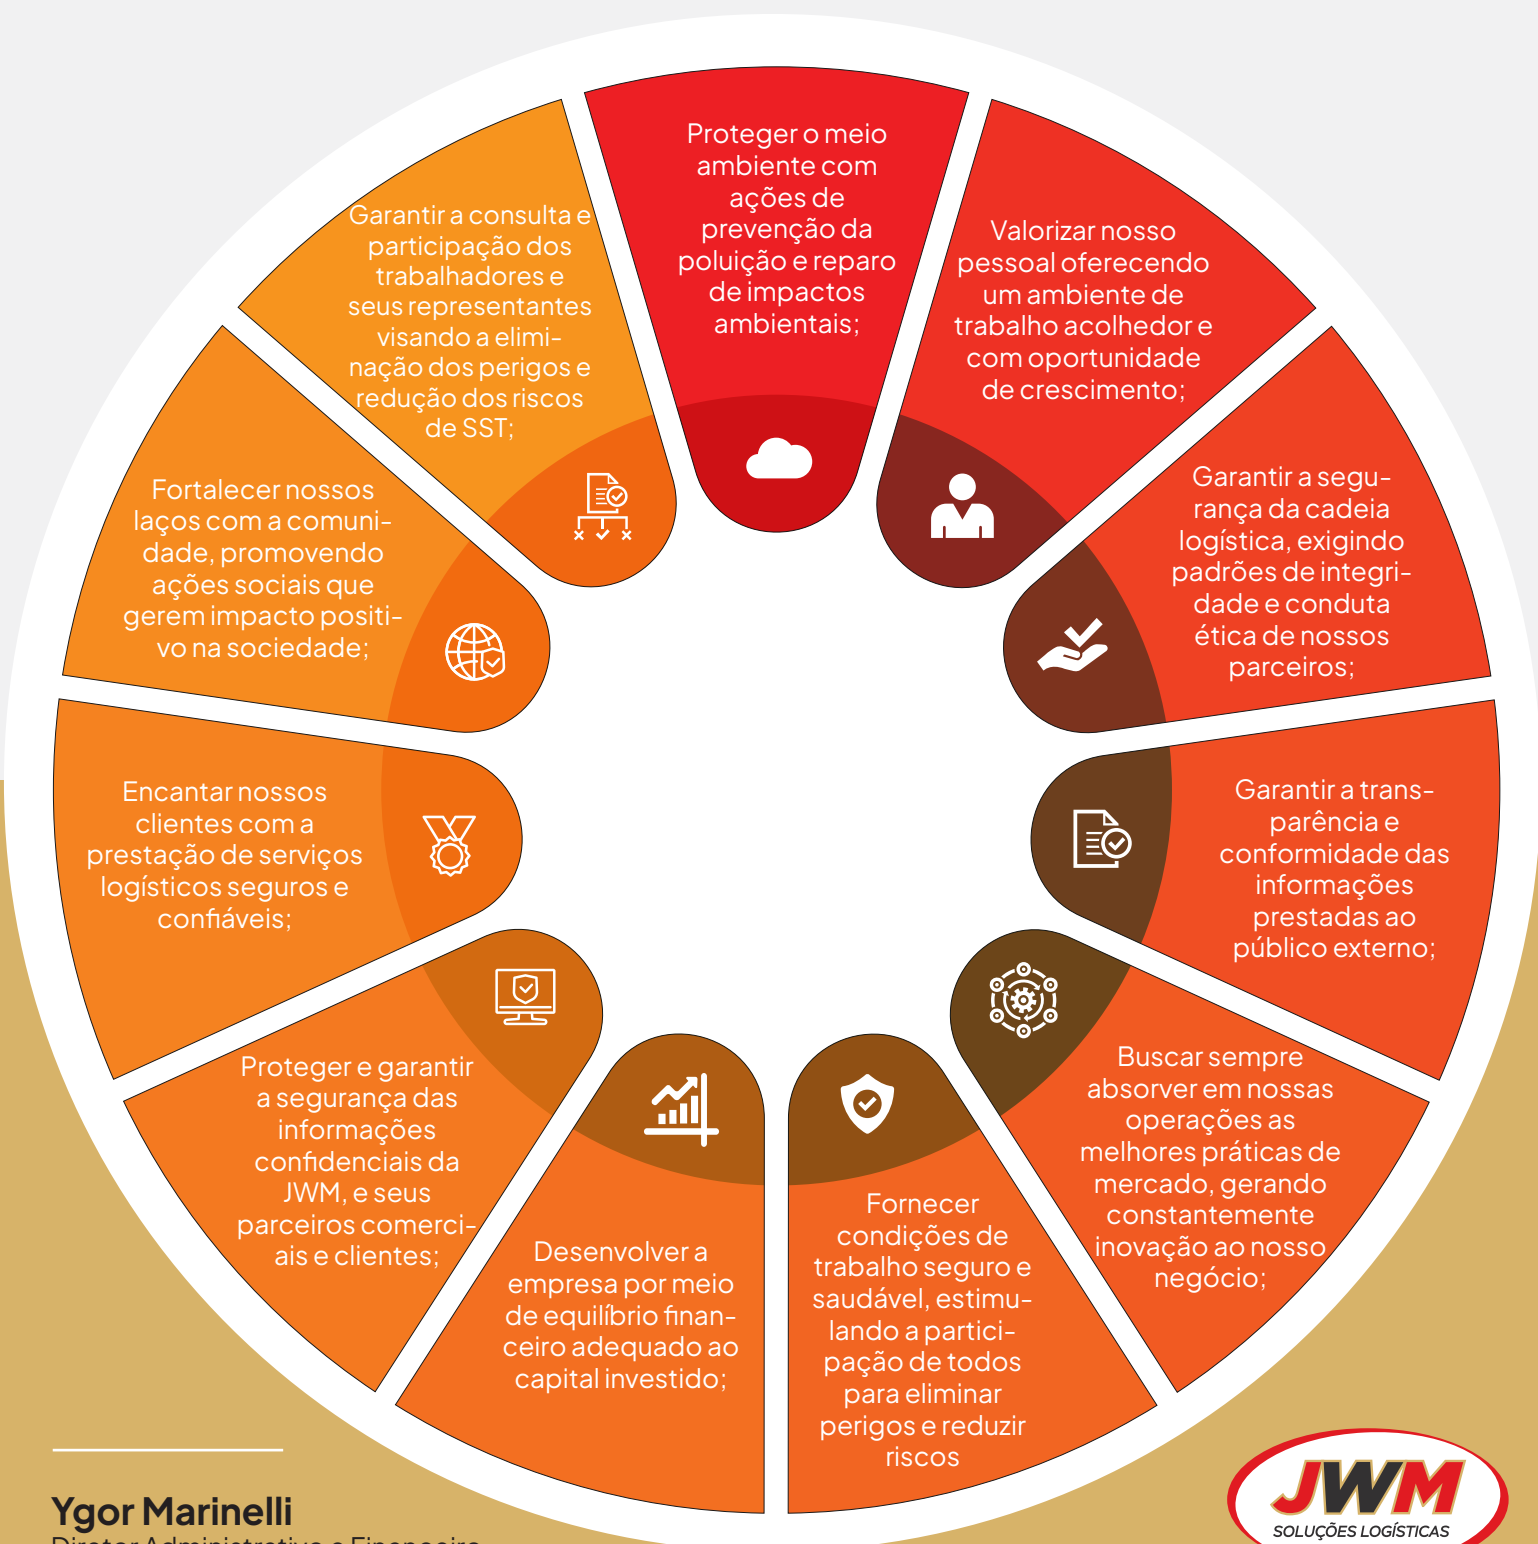 Proteger o meio
ambiente com
ações de
prevenção da
poluição e reparo
de impactos
ambientais;
Valorizar nosso
pessoal oferecendo
um ambiente de
trabalho acolhedor e
com oportunidade
de crescimento;
Garantir a segu-
rança da cadeia
logística, exigindo
padrões de integri-
dade e conduta
ética de nossos
parceiros;
Garantir a trans-
parência e
conformidade das
informações
prestadas ao
público externo;
Buscar sempre
absorver em nossas
operações as
melhores práticas de
mercado, gerando
constantemente
inovação ao nosso
negócio;
Fornecer
condições de
trabalho seguro e
saudável, estimu-
lando a partici-
pação de todos
para eliminar
perigos e reduzir
riscos
Desenvolver a
empresa por meio
de equilíbrio finan-
ceiro adequado ao
capital investido;
Proteger e garantir
a segurança das
informações
confidenciais da
JWM, e seus
parceiros comerci-
ais e clientes;
Encantar nossos
clientes com a
prestação de serviços
logísticos seguros e
confiáveis;
Fortalecer nossos
laços com a comuni-
dade, promovendo
ações sociais que
gerem impacto positi-
vo na sociedade;
Garantir a consulta e
participação dos
trabalhadores e
seus representantes
visando a elimi-
nação dos perigos e
redução dos riscos
de SST;
Ygor Marinelli
Diretor Administrativo e Financeiro
JWM
SOLUÇÕES LOGÍSTICAS